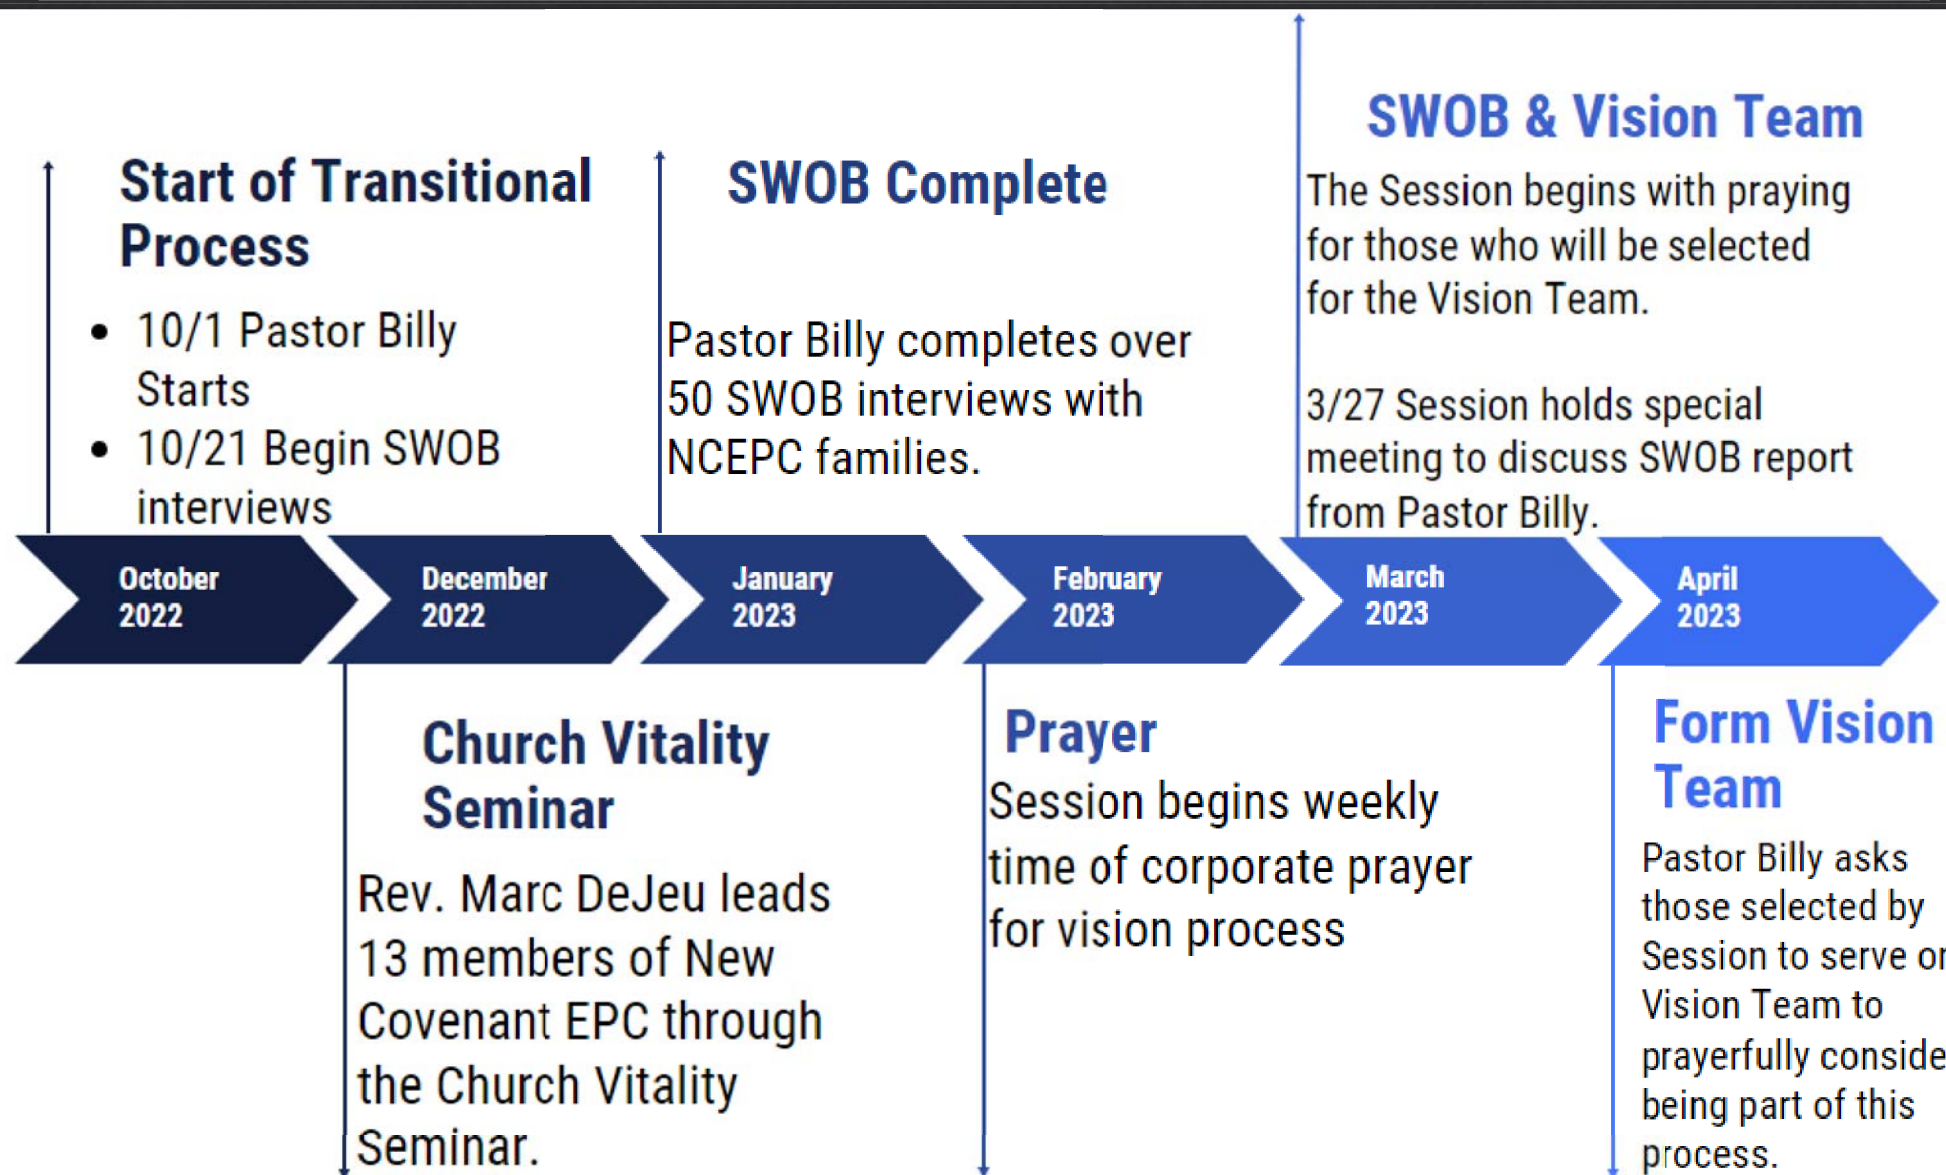 Start of Transitional
Process
• 10/1 Pastor Billy
Starts
• 10/21 Begin SWOB
interviews
SWOB Complete
Pastor Billy completes over
50 SWOB interviews with
NCEPC families.
SWOB & Vision Team
The Session begins with praying
for those who will be selected
for the Vision Team.
3/27 Session holds special
meeting to discuss SWOB report
from Pastor Billy.
October
2022
December
2022
January
2023
February
2023
March
2023
April
2023
Church Vitality
Seminar
Rev. Marc DeJeu leads
13 members of New
Covenant EPC through
the Church Vitality
Seminar.
Prayer
Session begins weekly
time of corporate prayer
for vision process
Form Vision
Team
Pastor Billy asks
those selected by
Session to serve
Vision Team to
prayerfully
being part of this
process.